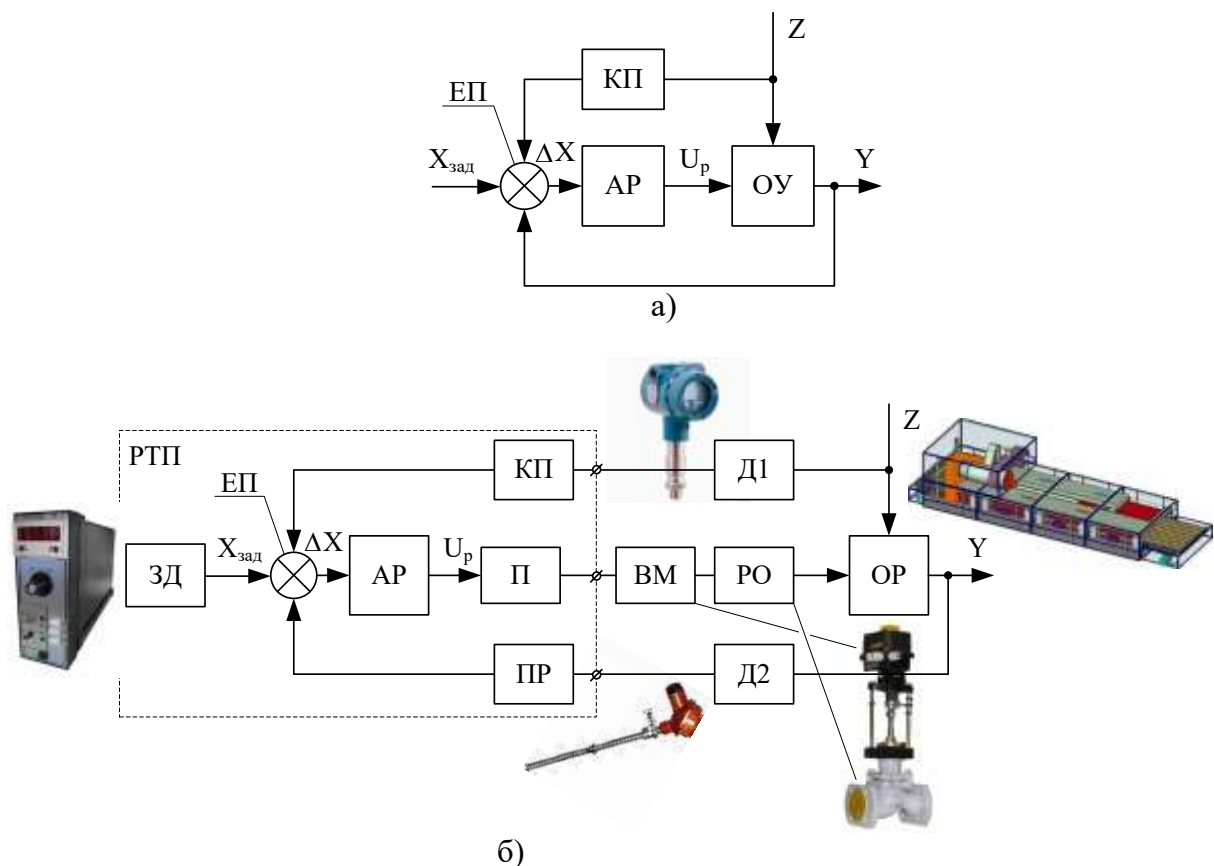 Z
КП
ЕП
Xзад
ΔX
АР
Uр
ОУ
Y
а)
РТП
КП
Д1
Z
ЕП
ЗД
Xзад
ΔX
АР
Uр
П
ВМ
РО
ОР
Y
ПР
Д2
б)